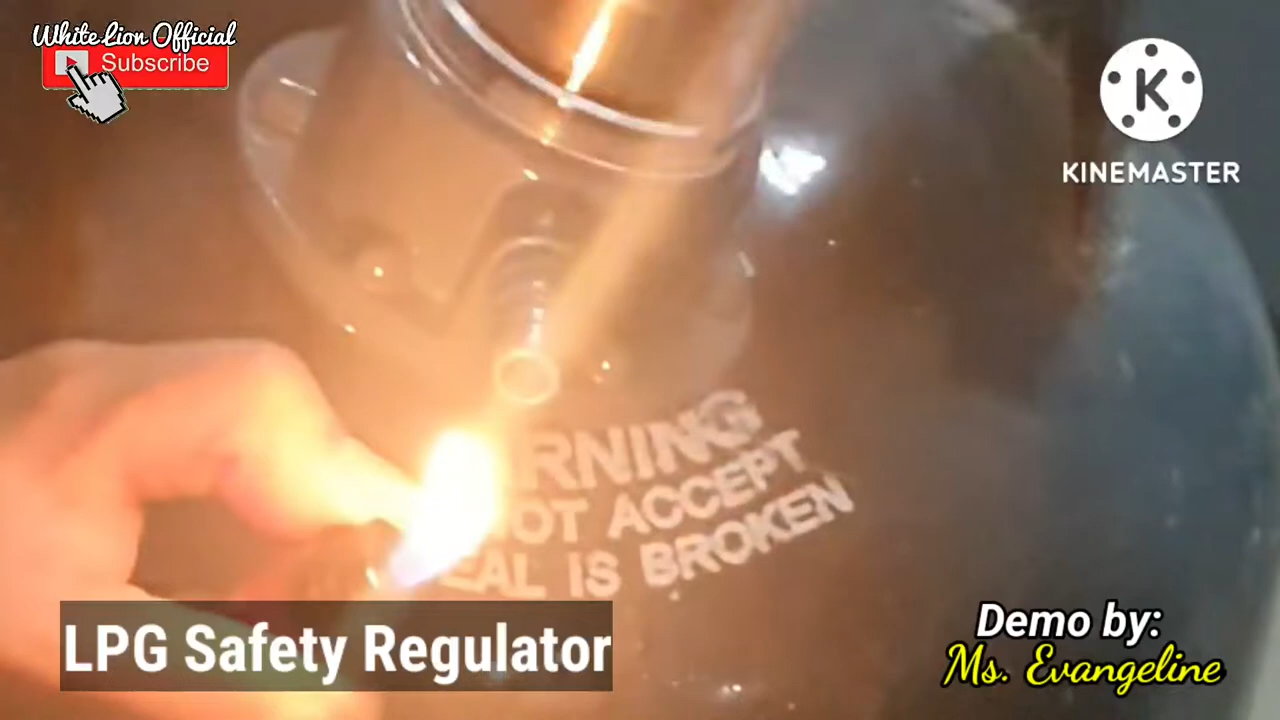 White Lion Official
Subscribe
K
KINEMASTER
RNING
OT ACCEPT
EAL IS BROKEN
LPG Safety Regulator
Demo by:
Ms. Evangeline